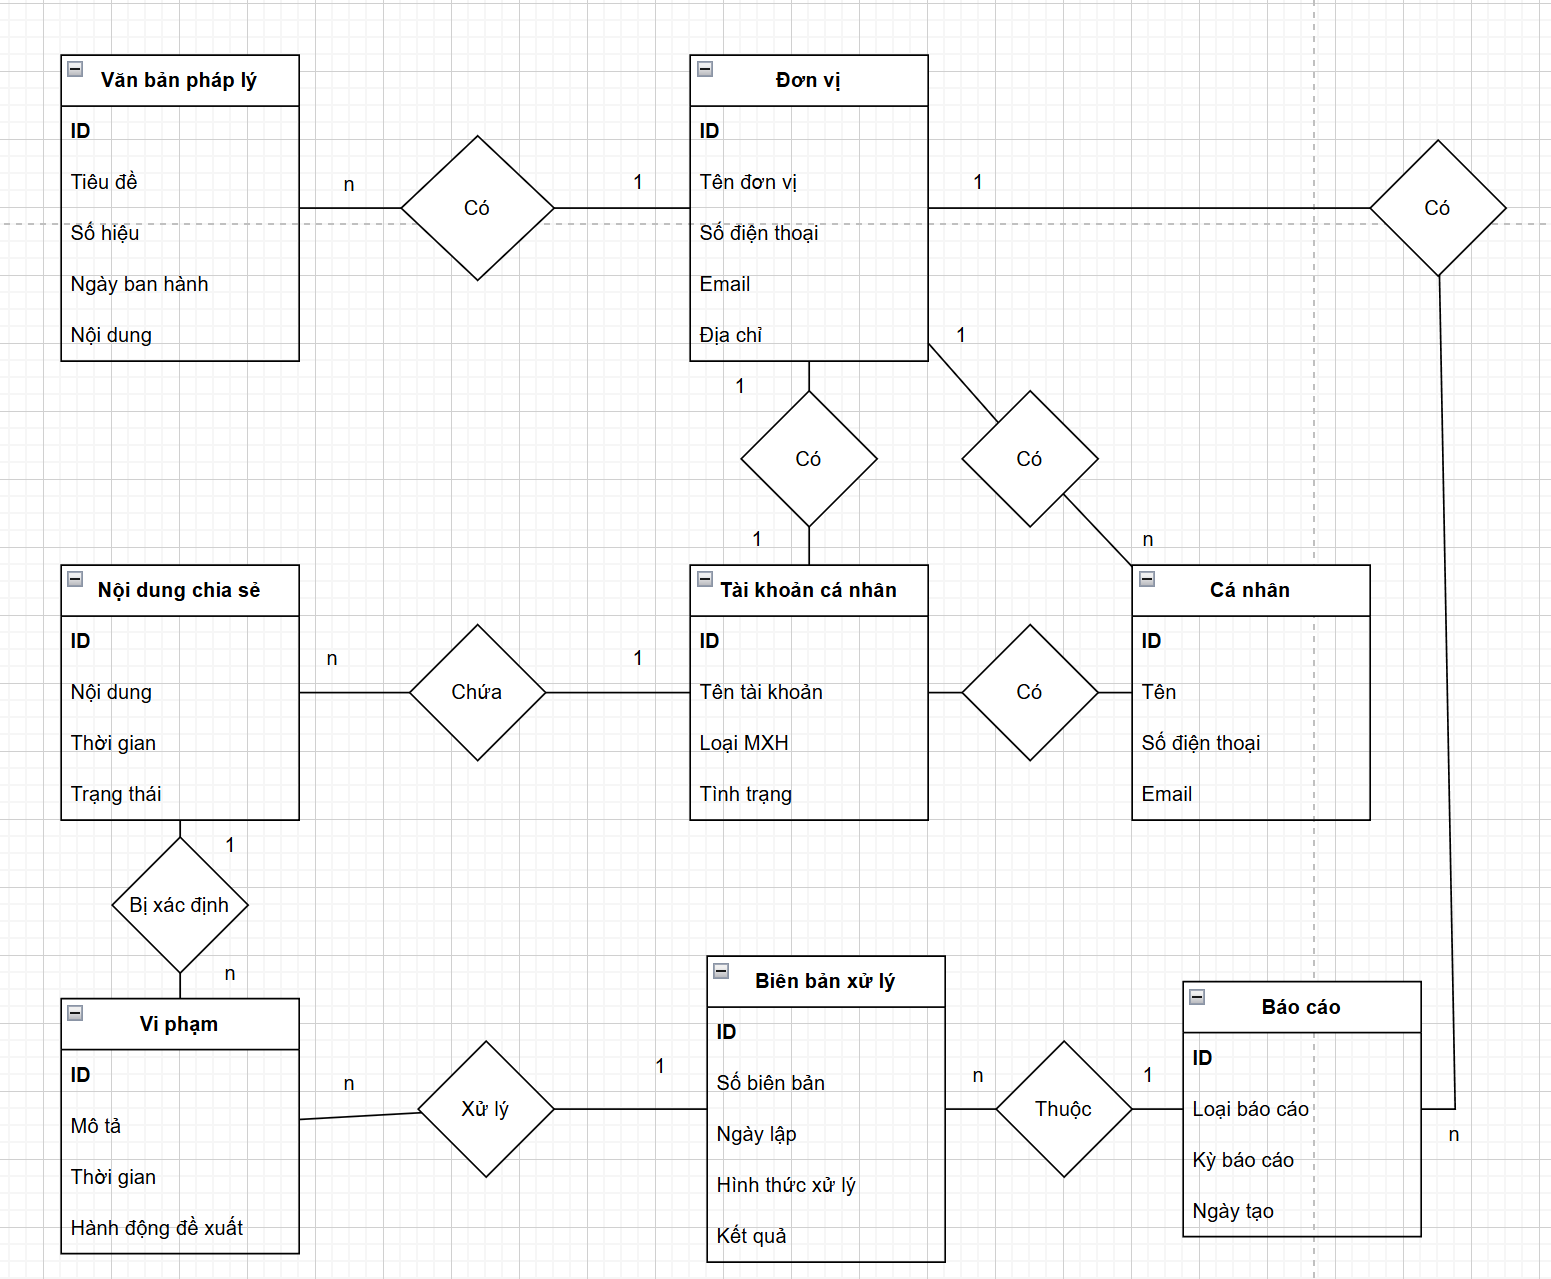 Văn bản pháp lý
ID
Tiêu đề
Số hiệu
Ngày ban hành
Nội dung
n
Có
1
Đơn vị
ID
Tên đơn vị
Số điện thoại
Email
Địa chỉ
1
Có
1
n
Có
1
Có
1
Nội dung chia sẻ
ID
Nội dung
Thời gian
Trạng thái
n
Chứa
1
Tài khoản cá nhân
ID
Tên tài khoản
Loại MXH
Tình trạng
Có
Cá nhân
ID
Tên
Số điện thoại
Email
1
Bị xác định
n
Vi phạm
ID
Mô tả
Thời gian
Hành động đề xuất
n
Xử lý
1
Biên bản xử lý
ID
Số biên bản
Ngày lập
Hình thức xử lý
Kết quả
n
Thuộc
1
Báo cáo
ID
Loại báo cáo
Kỳ báo cáo
Ngày tạo
n